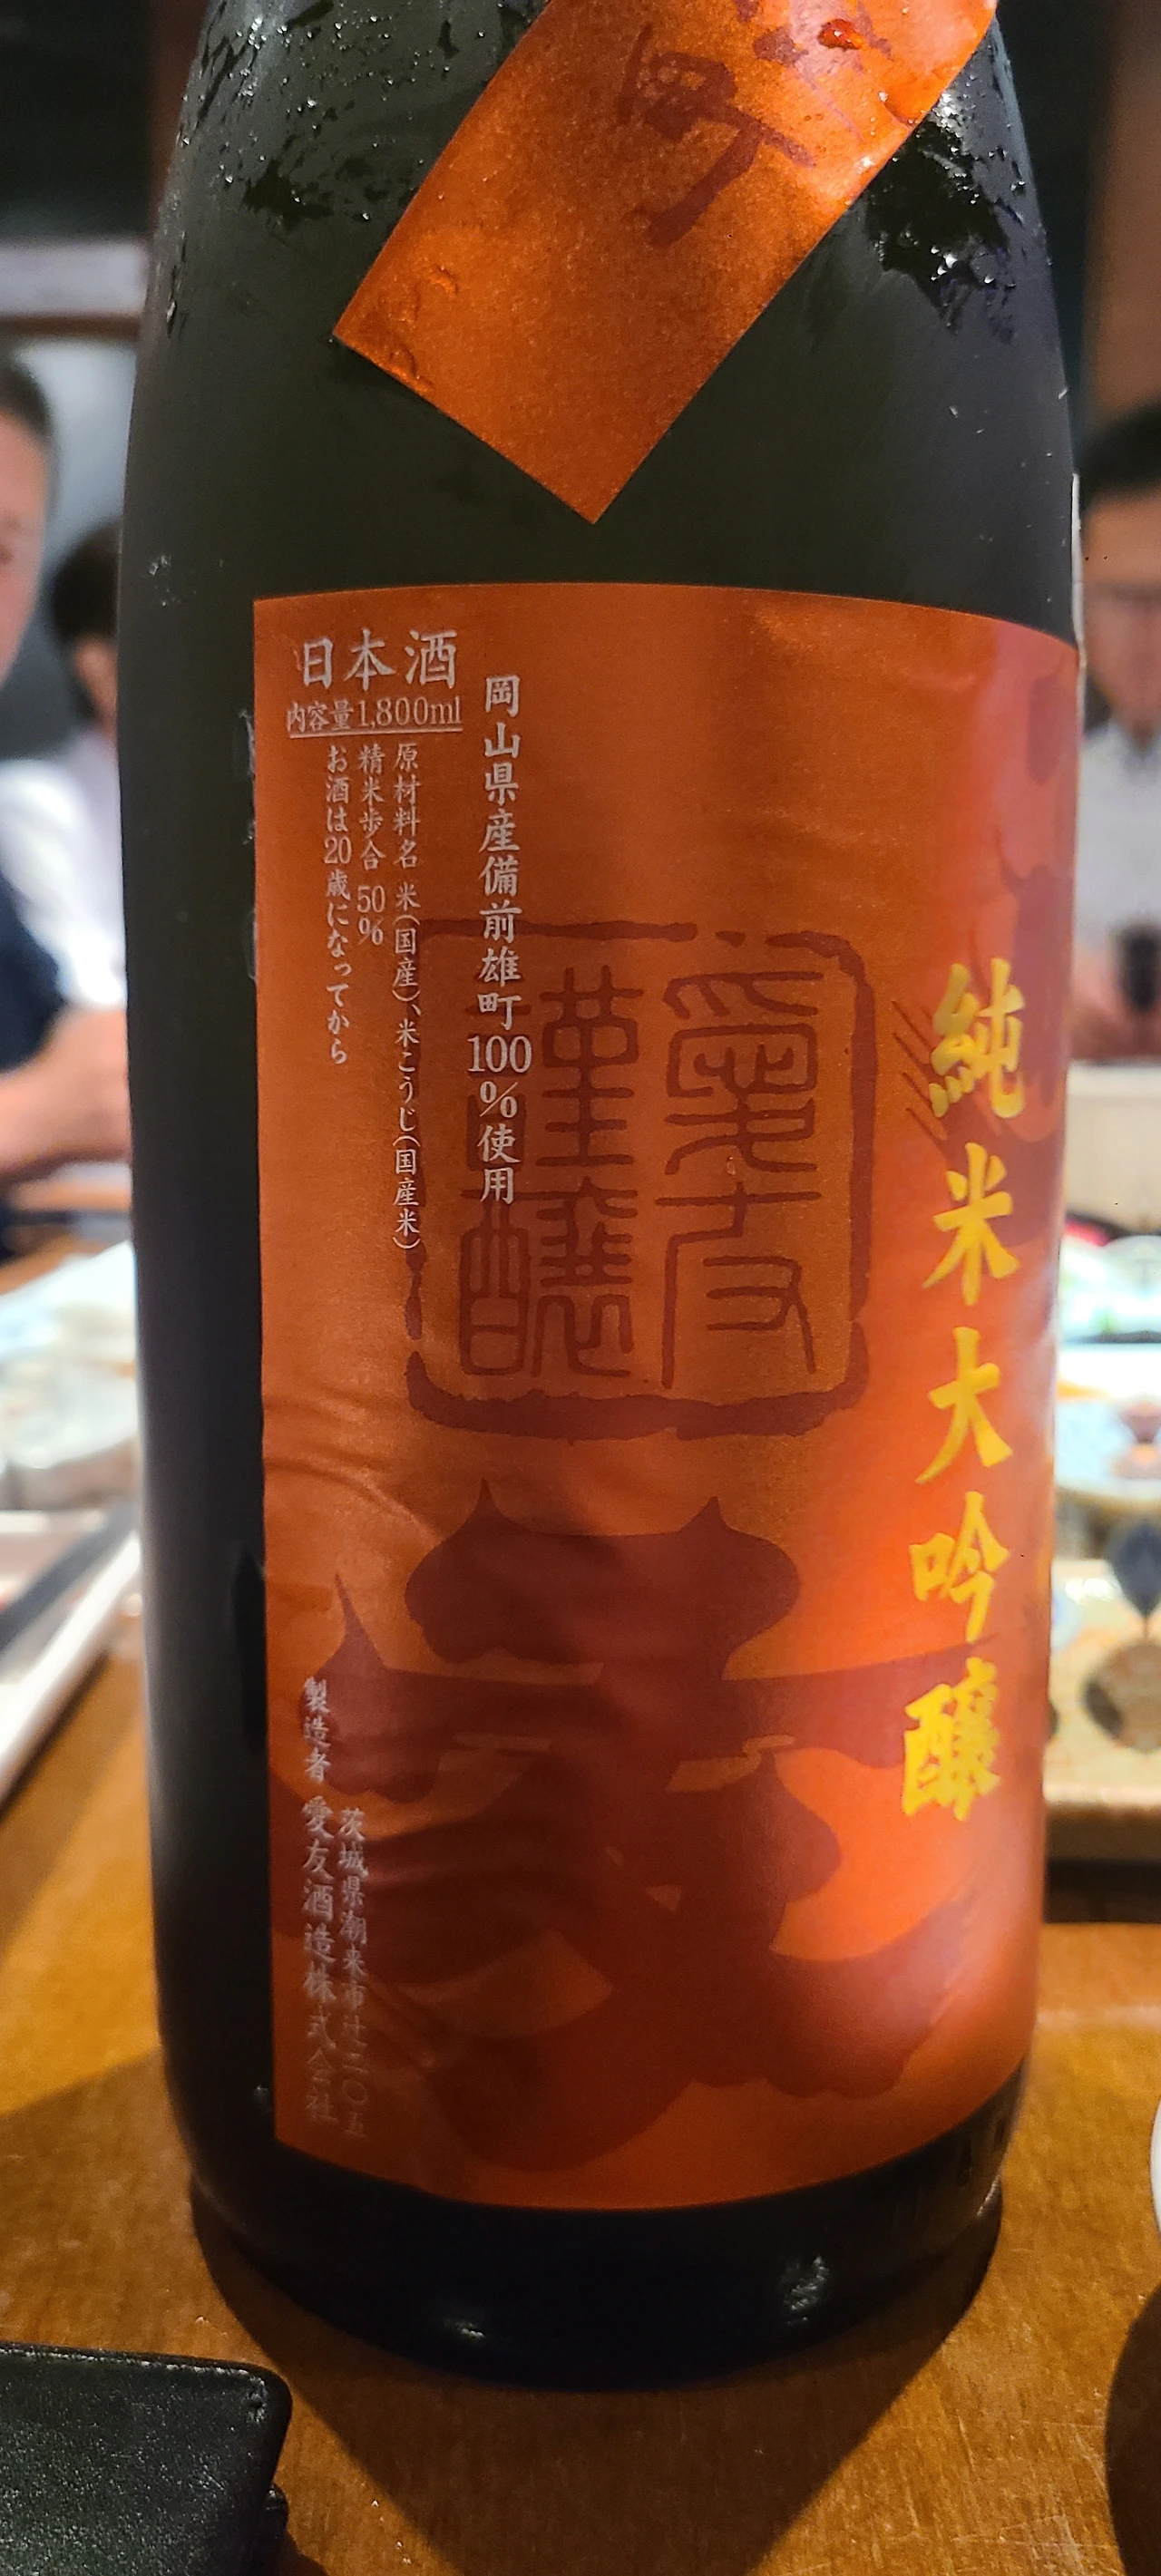 町
日本酒
内容量1,800ml
岡山県産備前雄町100%使用
原材料名 米(国産)、米こうじ(国産米)
精米歩合 50%
お酒は20歳になってから
愛友
謹醸
純米大吟醸
茨城県潮来市辻二〇五
製造者 愛友酒造株式会社